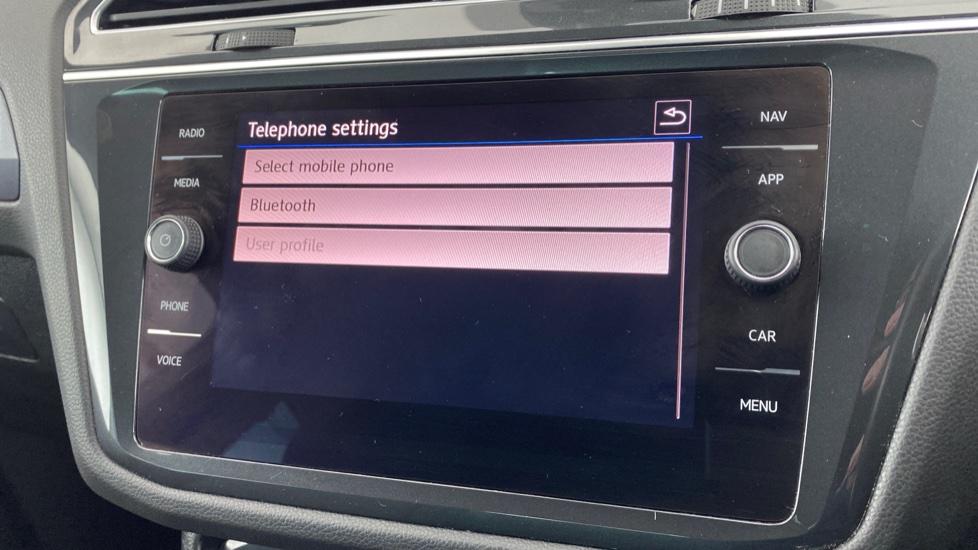 RADIO
MEDIA
PHONE
VOICE
Telephone settings
Select mobile phone
Bluetooth
User profile
NAV
APP
CAR
MENU